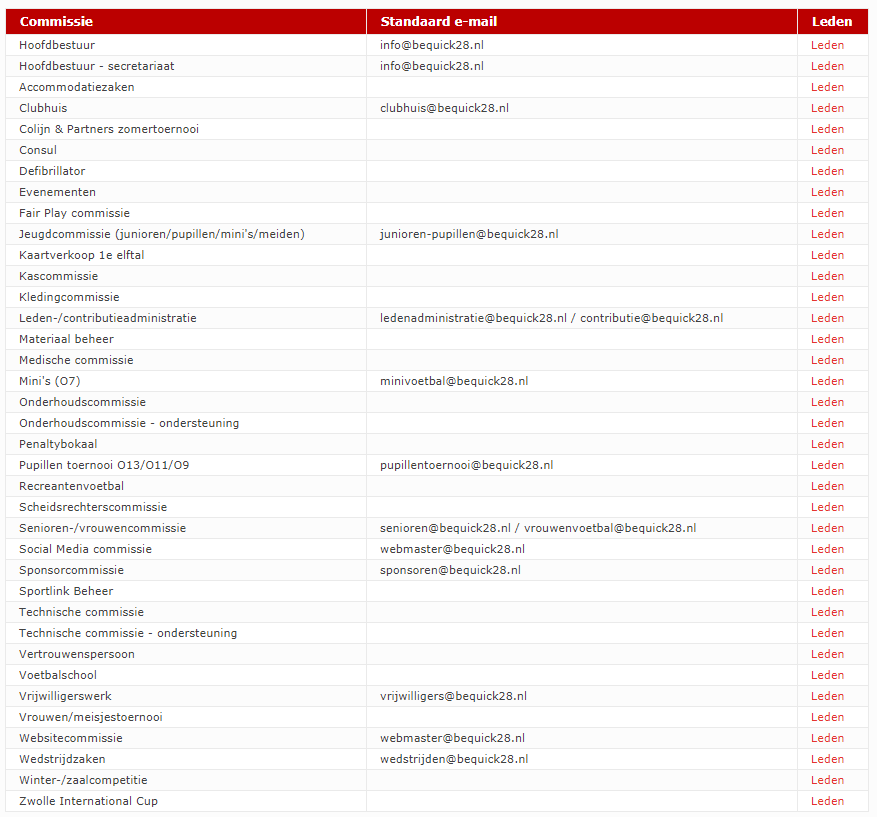 Commissie Standaard e-mail Leden
Hoofdbestuur info@bequick28.nl Leden
Hoofdbestuur - secretariaat info@bequick28.nl Leden
Accommodatiezaken Leden
Clubhuis clubhuis@bequick28.nl Leden
Colijn & Partners zomertoernooi Leden
Consul Leden
Defibrillator Leden
Evenementen Leden
Fair Play commissie Leden
Jeugdcommissie (junioren/pupillen/mini's/meiden) junioren-pupillen@bequick28.nl Leden
Kaartverkoop 1e elftal Leden
Kascommissie Leden
Kledingcommissie Leden
Leden-/contributieadministratie ledenadministratie@bequick28.nl / contributie@bequick28.nl Leden
Materiaal beheer Leden
Medische commissie Leden
Mini's (O7) minivoetbal@bequick28.nl Leden
Onderhoudscommissie Leden
Onderhoudscommissie - ondersteuning Leden
Penaltybokaal Leden
Pupillen toernooi O13/O11/O9 pupillentoernooi@bequick28.nl Leden
Recreantenvoetbal Leden
Scheidsrechterscommissie Leden
Senioren-/vrouwencommissie senioren@bequick28.nl / vrouwenvoetbal@bequick28.nl Leden
Social Media commissie webmaster@bequick28.nl Leden
Sponsorcommissie sponsoren@bequick28.nl Leden
Sportlink Beheer Leden
Technische commissie Leden
Technische commissie - ondersteuning Leden
Vertrouwenspersoon Leden
Voetbalschool Leden
Vrijwilligerswerk vrijwilligers@bequick28.nl Leden
Vrouwen/meisjestoernooi Leden
Websitecommissie webmaster@bequick28.nl Leden
Wedstrijdzaken wedstrijden@bequick28.nl Leden
Winter-/zaalcompetitie Leden
Zwolle International Cup Leden